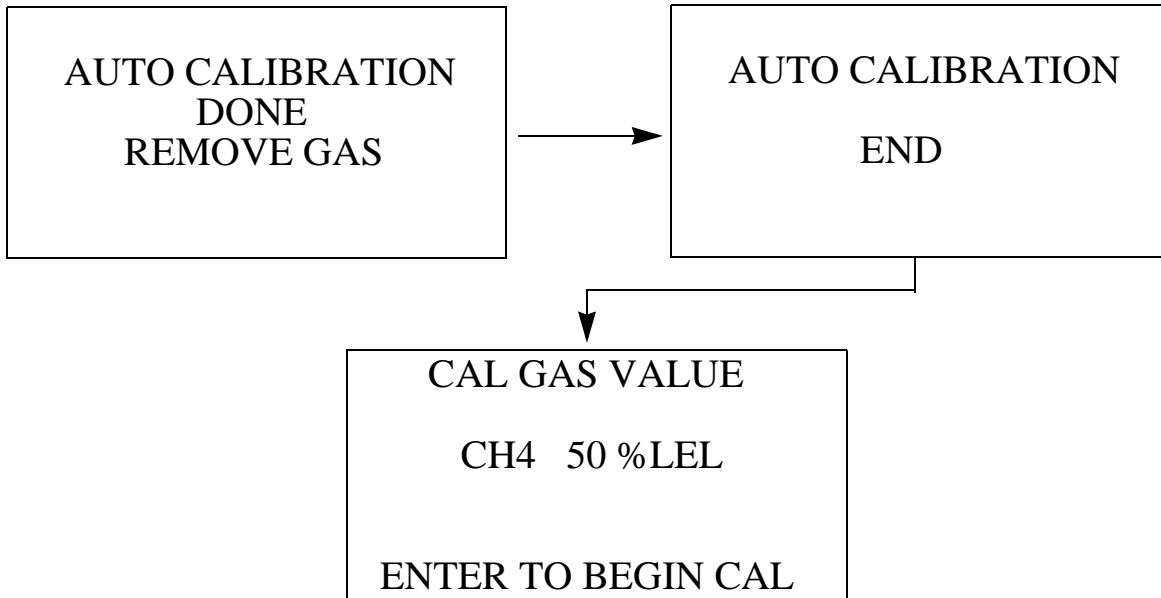 AUTO CALIBRATION
DONE
REMOVE GAS
AUTO CALIBRATION
END
CAL GAS VALUE
CH4 50 %LEL
ENTER TO BEGIN CAL